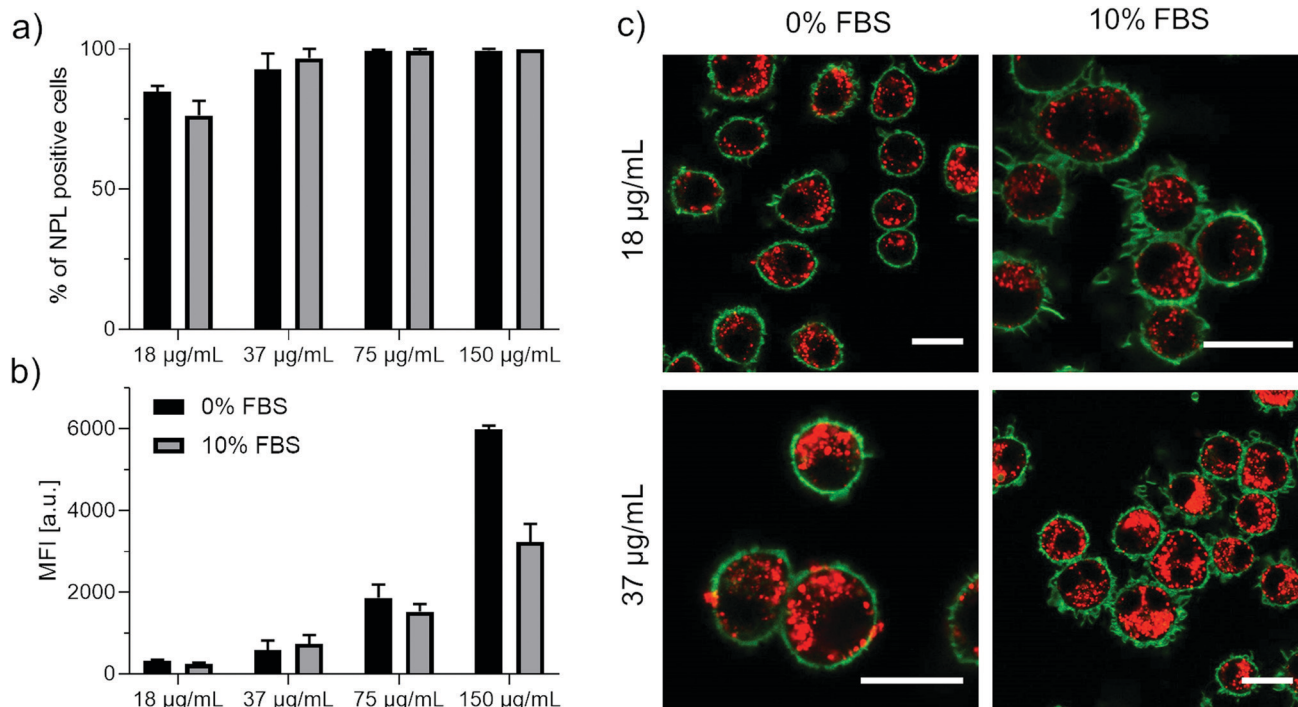 a)
% of NPL positive cells
100
50
0
18 µg/mL 37 µg/mL 75 µg/mL 150 µg/mL
b)
MFI [a.u.]
6000
4000
2000
0
0% FBS
10% FBS
18 µg/mL 37 µg/mL 75 µg/mL 150 µg/mL
c)
0% FBS 10% FBS
18 µg/mL
37 µg/mL